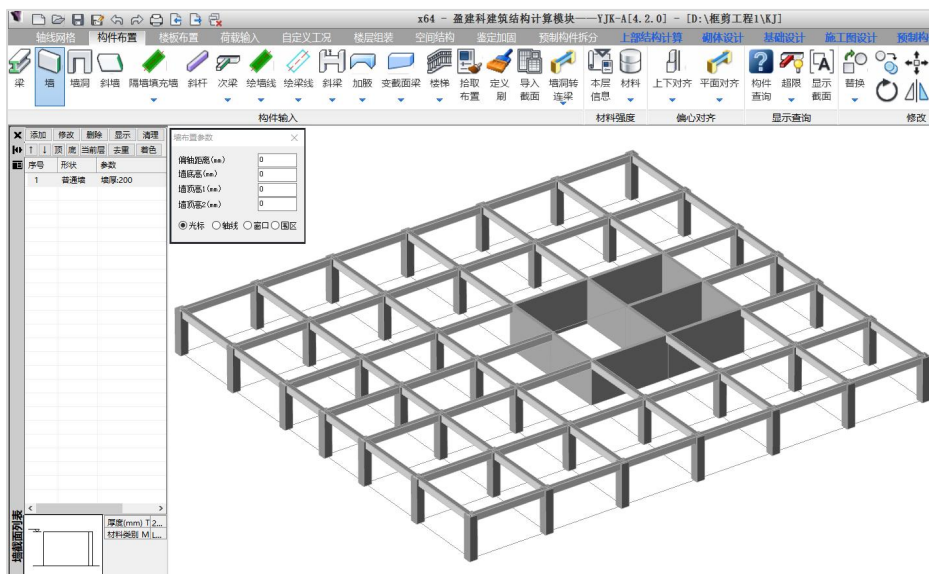 x64 - 盈建科建筑结构计算模块——YJK-A[4.2.0] - [D:\框剪工程1\KJ]
轴线网格 构件布置 楼板布置 荷载输入 自定义工况 楼层组装 空间结构 鉴定加固 预制构件拆分 上部结构计算 砌体设计 基础设计 施工图设计 预制构
梁 墙 墙洞 斜墙 隔墙填充墙 斜杆 次梁 绘墙线 绘梁线 斜梁 加腋 变截面梁 楼梯 拾取 定义 导入 墙洞转 本层 材料 上下对齐 平面对齐 构件 超限 显示 替换
布置 刷 截面 连梁 信息 查询 截面
构件输入 材料强度 偏心对齐 显示查询 修改
添加 修改 删除 显示 清理
↑ ↓ 顶 底 当前层 去重 着色
序号 形状 参数
1 普通墙 墙厚:200
墙布置参数
偏轴距离(mm) 0
墙底高(mm) 0
墙顶高1(mm) 0
墙顶高2(mm) 0
光标 轴线 窗口 围区
墙截面列表
厚度(mm) T 2...
材料类别 M L...